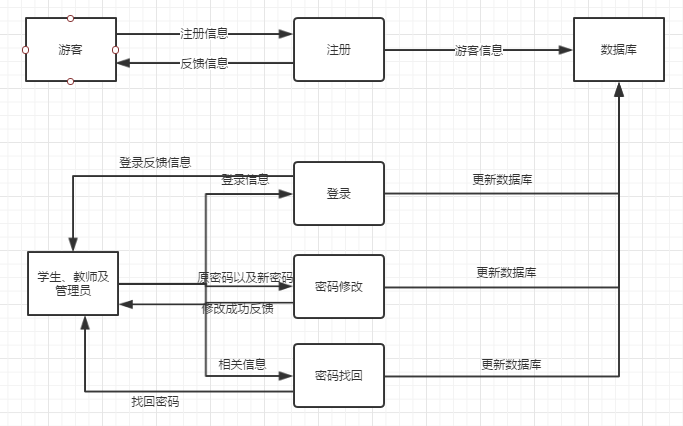 游客
注册信息
反馈信息
注册
游客信息
数据库
登录反馈信息
登录信息
登录
更新数据库
学生、教师及
管理员
原密码以及新密码
修改成功反馈
密码修改
更新数据库
相关信息
找回密码
密码找回
更新数据库